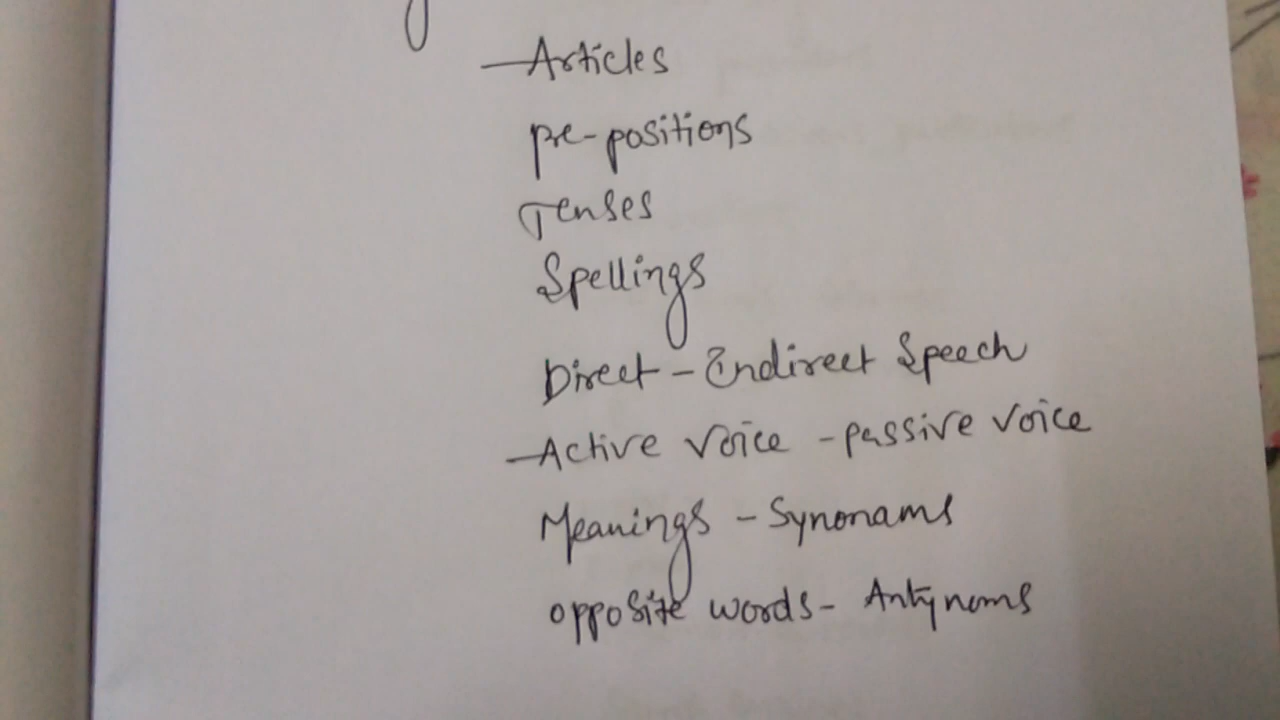 Articles
pre-positions
Tenses
Spellings
Direct - Indirect Speech
Active Voice - passive voice
Meanings - Synonams
opposite words - Antynoms